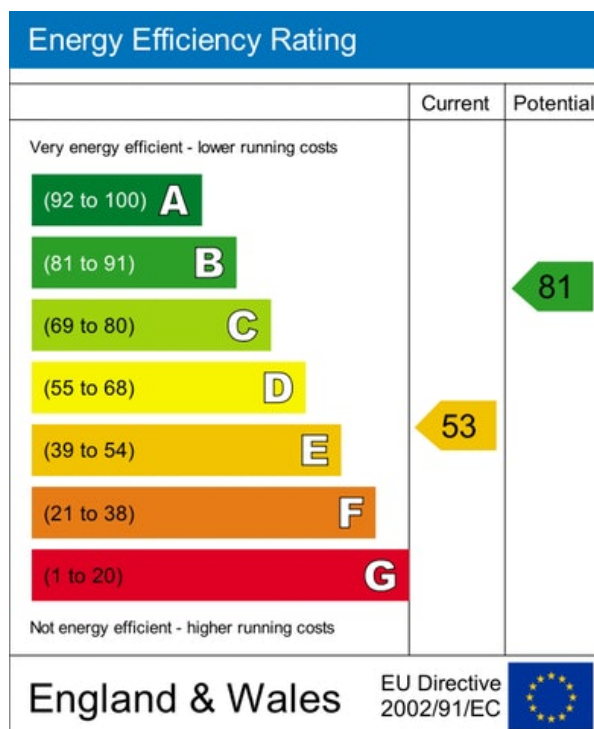 Energy Efficiency Rating
Current Potential
Very energy efficient - lower running costs
(92 to 100) A
(81 to 91) B
81
(69 to 80) C
(55 to 68) D
53
(39 to 54) E
(21 to 38) F
(1 to 20) G
Not energy efficient - higher running costs
England & Wales
EU Directive
2002/91/EC